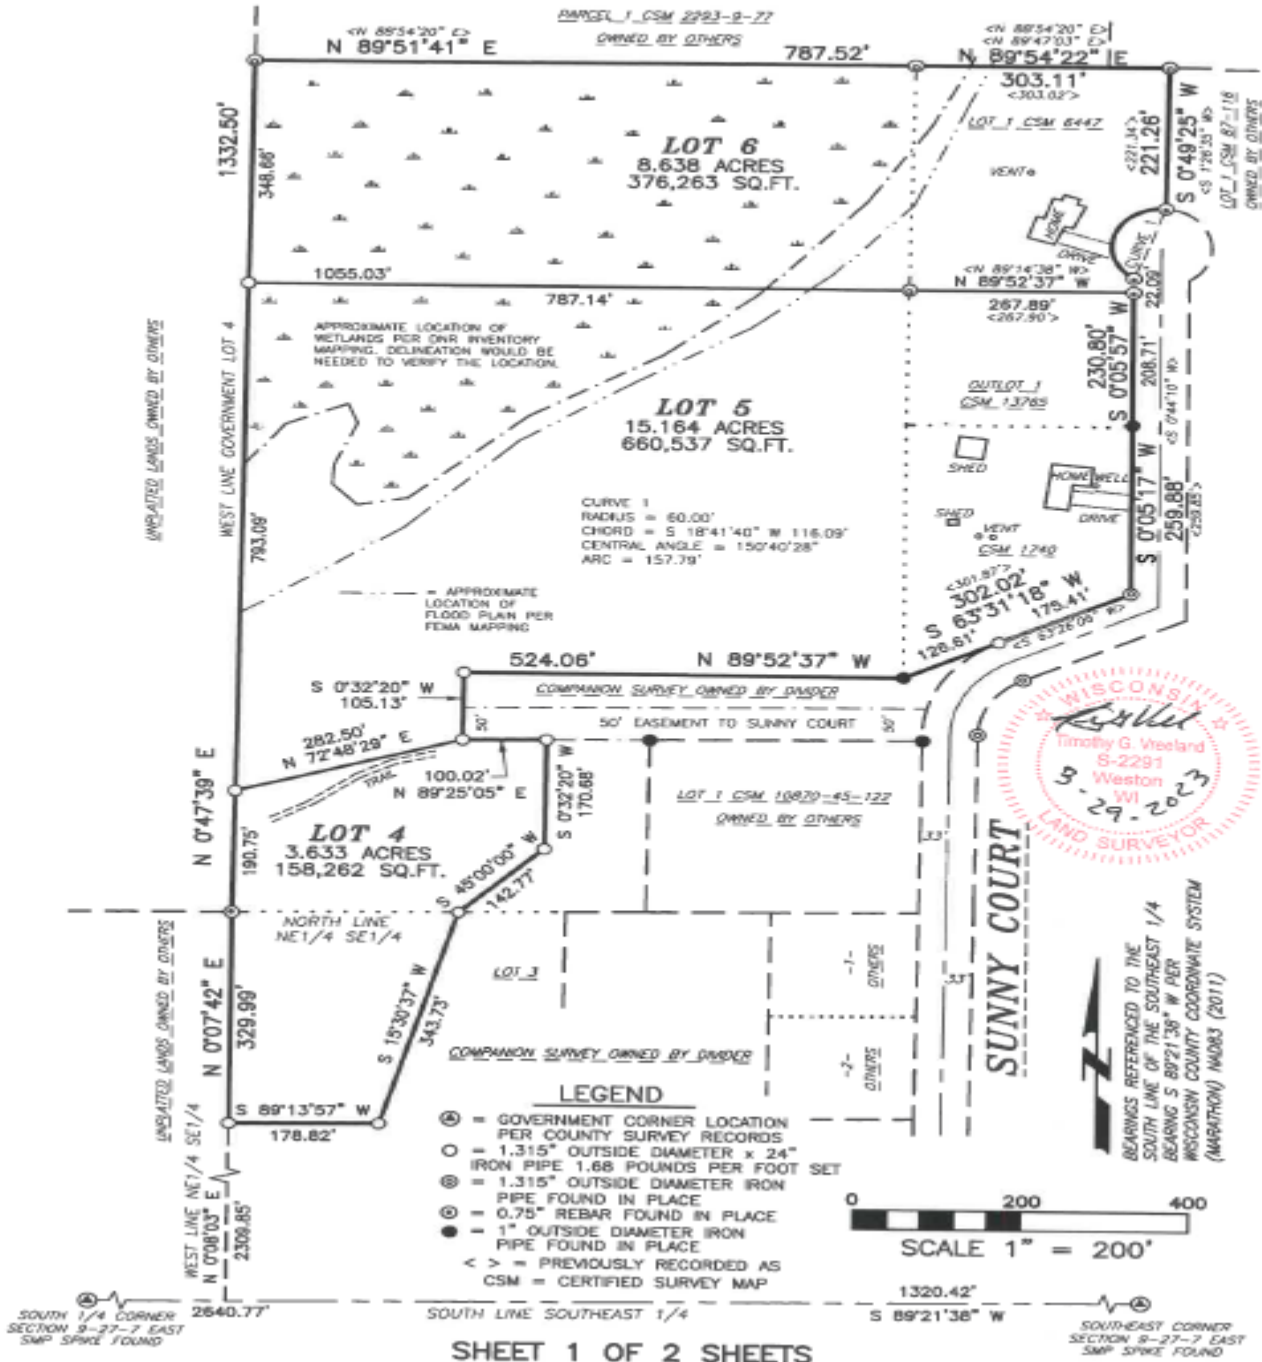 PARCEL 1 CSM 2293-9-77
OWNED BY OTHERS
<N 88°54'20" E>
N 89°51'41" E
787.52'
<N 88°54'20" E>
<N 89°47'03" E>
N 89°54'22" E
303.11'
<303.02'>
LOT 1 CSM 6447
VENT
1332.50'
348.66'
LOT 6
8.638 ACRES
376,263 SQ.FT.
<221.34'>
221.26'
S 0°49'25" W
<S 1°26'35" W>
LOT 1 CSM 87-116
OWNED BY OTHERS
HOME
DRIVE
CURVE 1
22.09'
1055.03'
787.14'
<N 89°14'38" W>
N 89°52'37" W
267.89'
<267.90'>
APPROXIMATE LOCATION OF
WETLANDS PER DNR INVENTORY
MAPPING. DELINEATION WOULD BE
NEEDED TO VERIFY THE LOCATION.
UNPLATTED LANDS OWNED BY OTHERS
WEST LINE GOVERNMENT LOT 4
793.09'
LOT 5
15.164 ACRES
660,537 SQ.FT.
OUTLOT 1
CSM 13765
230.80'
S 0°05'57" W
208.71'
<S 0°44'10" W>
SHED
HOME
WELL
DRIVE
SHED
VENT
CSM 1740
S 0°05'17" W
259.88'
<259.85'>
CURVE 1
RADIUS = 60.00'
CHORD = S 18°41'40" W 116.09'
CENTRAL ANGLE = 150°40'28"
ARC = 157.79'
= APPROXIMATE
LOCATION OF
FLOOD PLAIN PER
FEMA MAPPING
<301.87'>
302.02'
S 63°31'18" W
175.41'
126.61'
<S 63°26'08" W>
524.06'
N 89°52'37" W
S 0°32'20" W
105.13'
COMPANION SURVEY OWNED BY DIVIDER
50'
50' EASEMENT TO SUNNY COURT
50'
282.50'
N 72°48'29" E
TRAIL
100.02'
N 89°25'05" E
S 0°32'20" W
170.68'
LOT 1 CSM 10870-45-122
OWNED BY OTHERS
WISCONSIN
Timothy G. Vreeland
S-2291
Weston
WI
3-29-2023
LAND SURVEYOR
N 0°47'39" E
190.75'
LOT 4
3.633 ACRES
158,262 SQ.FT.
S 45°00'00" W
142.77'
33'
33'
SUNNY COURT
NORTH LINE
NE1/4 SE1/4
UNPLATTED LANDS OWNED BY OTHERS
N 0°07'42" E
329.99'
S 15°30'37" W
343.73'
LOT 3
-1-
OTHERS
-2-
OTHERS
COMPANION SURVEY OWNED BY DIVIDER
BEARINGS REFERENCED TO THE
SOUTH LINE OF THE SOUTHEAST 1/4
BEARING S 89°21'38" W PER
WISCONSIN COUNTY COORDINATE SYSTEM
(MARATHON) NAD83 (2011)
N
S 89°13'57" W
178.82'
WEST LINE NE1/4 SE1/4
N 0°08'03" E
2309.85'
LEGEND
= GOVERNMENT CORNER LOCATION
PER COUNTY SURVEY RECORDS
= 1.315" OUTSIDE DIAMETER x 24"
IRON PIPE 1.68 POUNDS PER FOOT SET
= 1.315" OUTSIDE DIAMETER IRON
PIPE FOUND IN PLACE
= 0.75" REBAR FOUND IN PLACE
= 1" OUTSIDE DIAMETER IRON
PIPE FOUND IN PLACE
< > = PREVIOUSLY RECORDED AS
CSM = CERTIFIED SURVEY MAP
0 200 400
SCALE 1" = 200'
SOUTH 1/4 CORNER
SECTION 9-27-7 EAST
SMP SPIKE FOUND
2640.77'
SOUTH LINE SOUTHEAST 1/4
1320.42'
S 89°21'38" W
SOUTHEAST CORNER
SECTION 9-27-7 EAST
SMP SPIKE FOUND
SHEET 1 OF 2 SHEETS